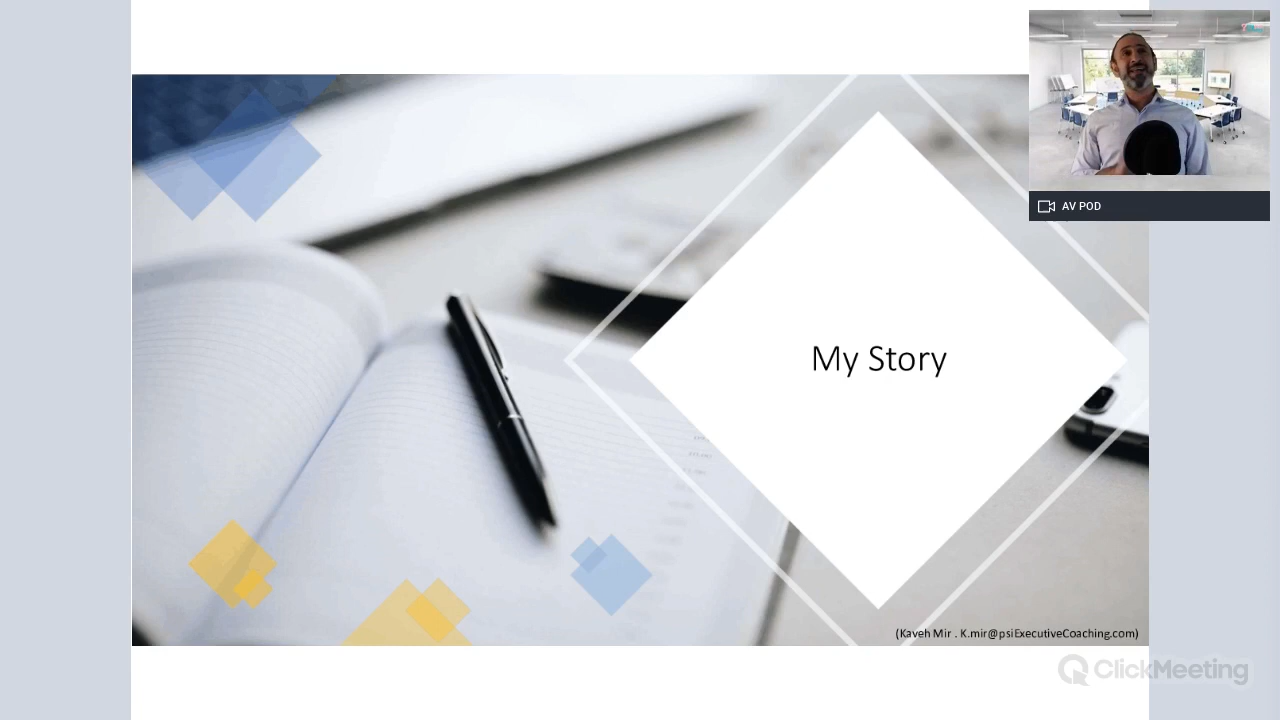 AV POD
My Story
(Kaveh Mir . K.mir@psiExecutiveCoaching.com)
ClickMeeting